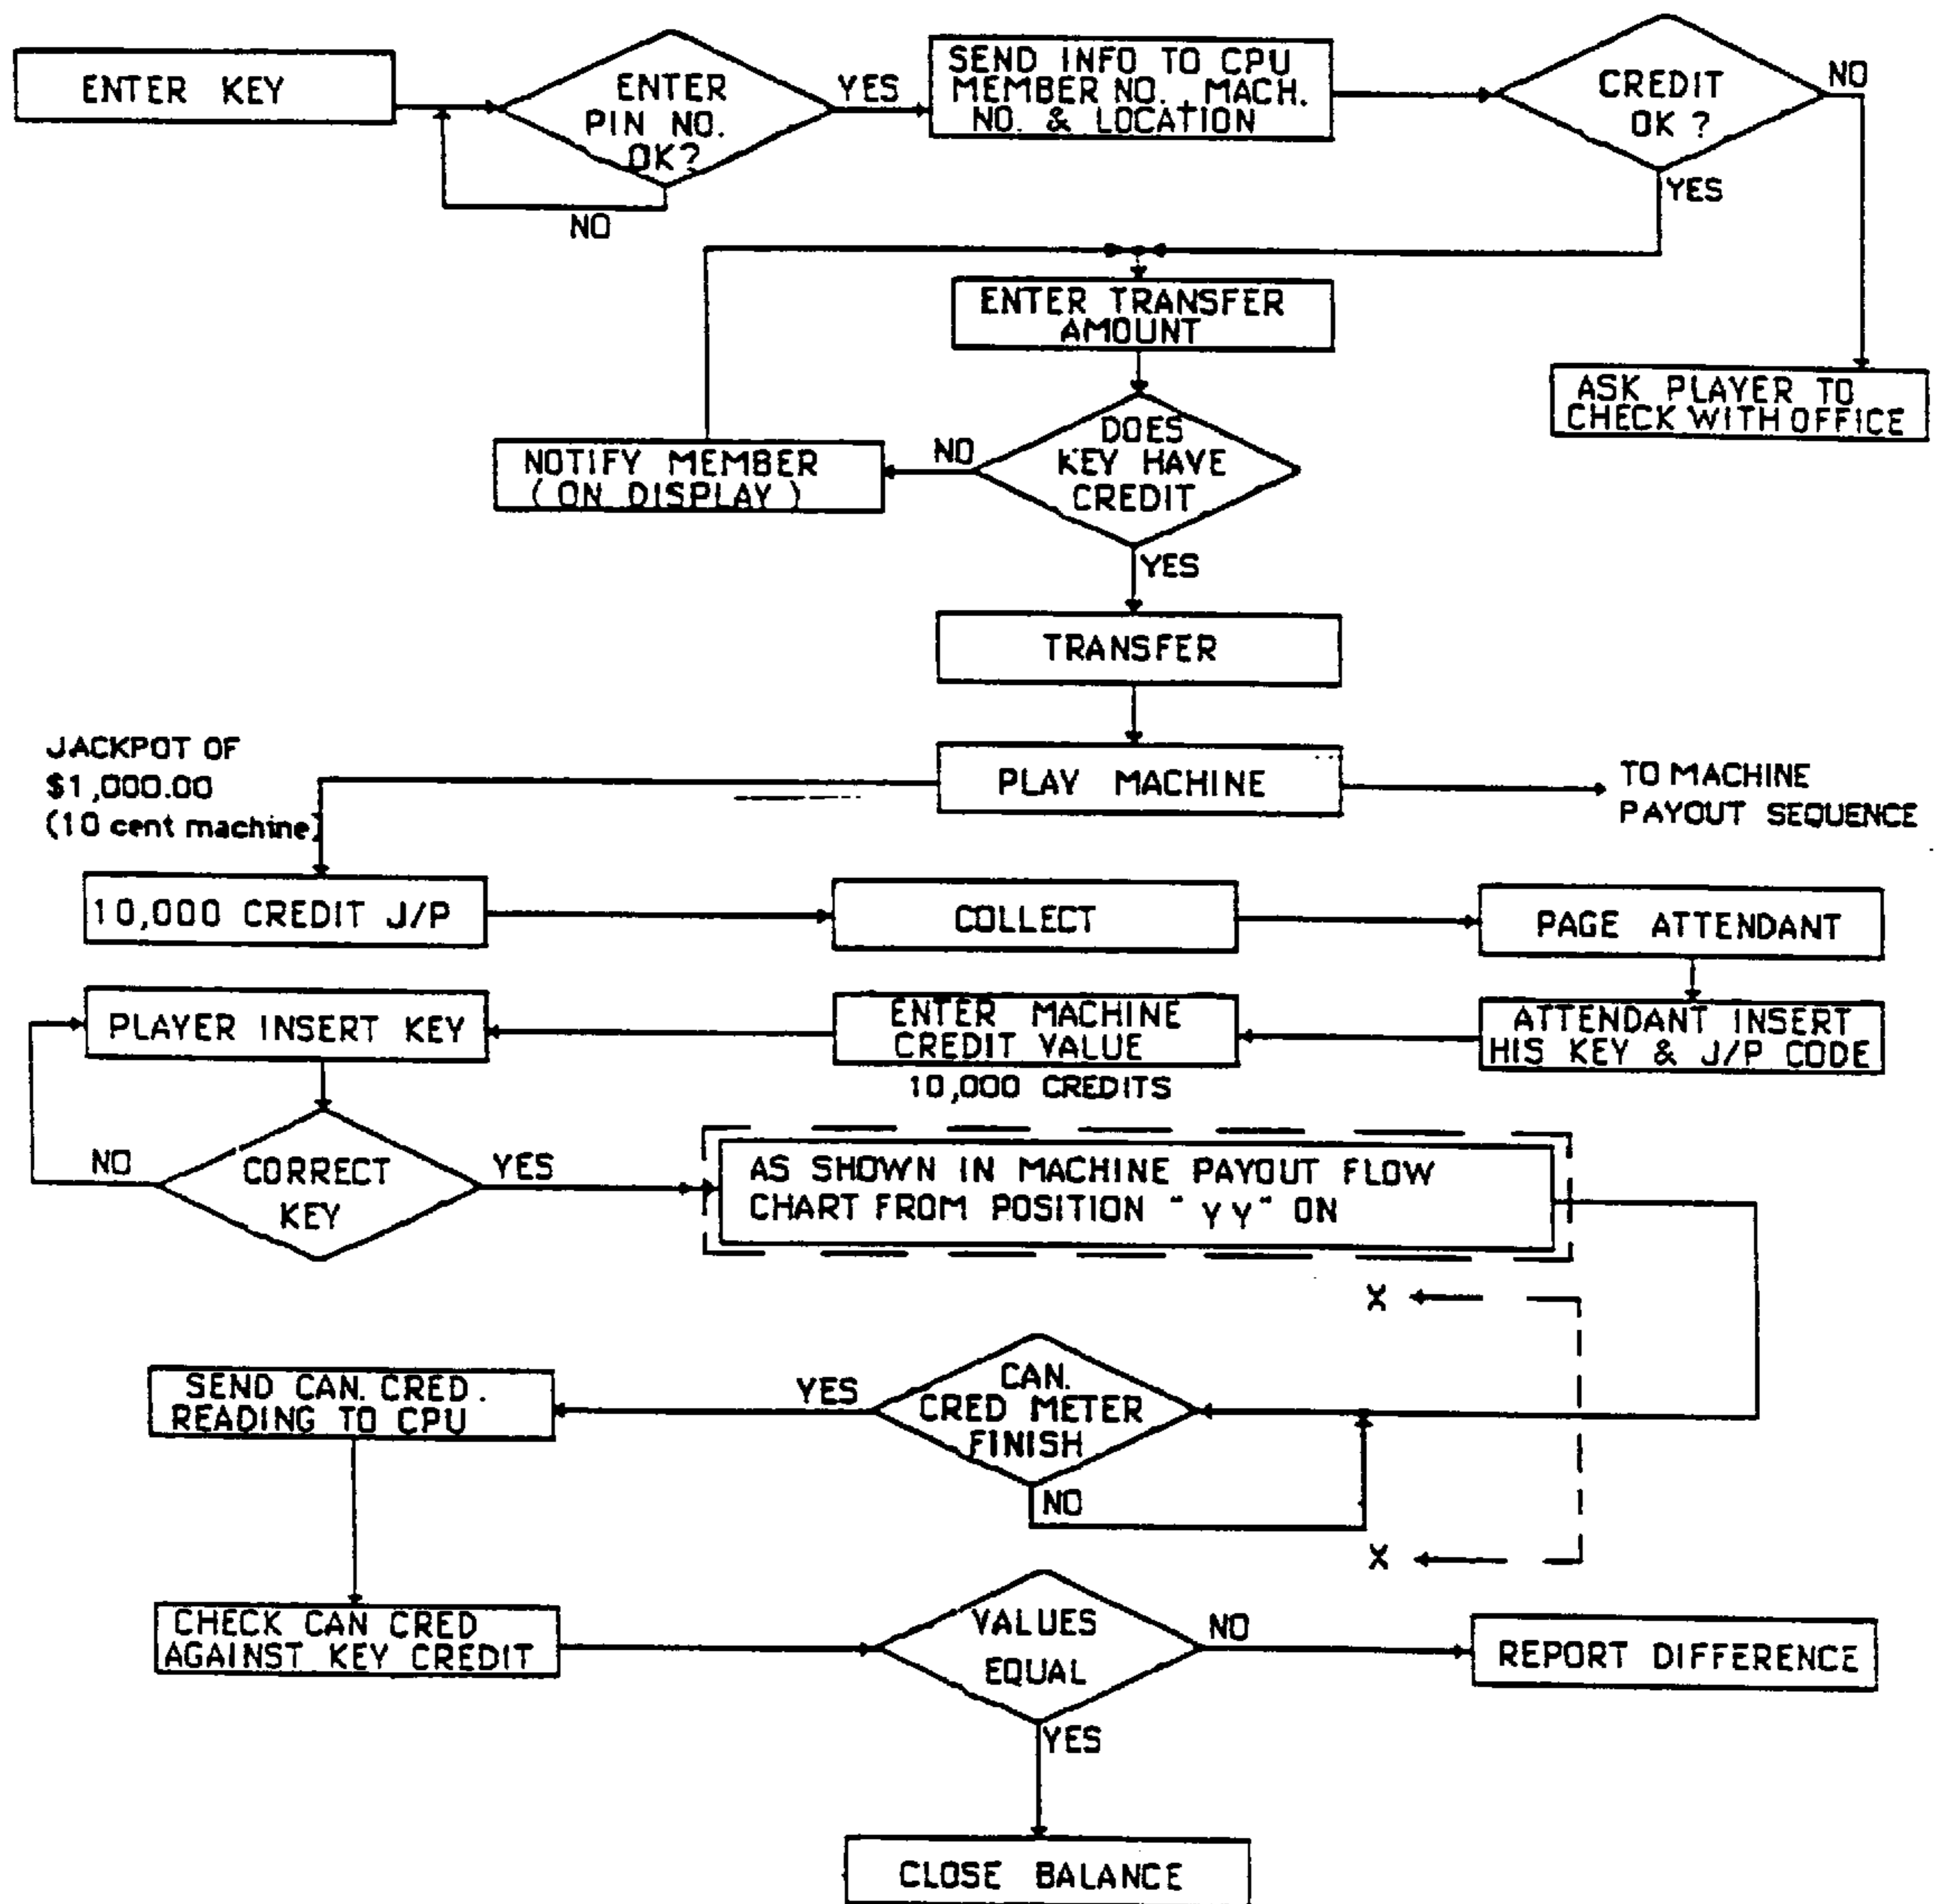 ENTER KEY
ENTER
PIN NO.
OK?
YES
NO
SEND INFO TO CPU
MEMBER NO. MACH.
NO. & LOCATION
CREDIT
OK ?
NO
YES
ENTER TRANSFER
AMOUNT
ASK PLAYER TO
CHECK WITH OFFICE
DOES
KEY HAVE
CREDIT
NO
NOTIFY MEMBER
( ON DISPLAY )
YES
TRANSFER
PLAY MACHINE
JACKPOT OF
$1,000.00
(10 cent machine)
TO MACHINE
PAYOUT SEQUENCE
10,000 CREDIT J/P
COLLECT
PAGE ATTENDANT
ATTENDANT INSERT
HIS KEY & J/P CODE
ENTER MACHINE
CREDIT VALUE
10,000 CREDITS
PLAYER INSERT KEY
CORRECT
KEY
NO
YES
AS SHOWN IN MACHINE PAYOUT FLOW
CHART FROM POSITION " YY" ON
X
CAN.
CRED METER
FINISH
YES
NO
SEND CAN. CRED.
READING TO CPU
X
CHECK CAN CRED
AGAINST KEY CREDIT
VALUES
EQUAL
NO
REPORT DIFFERENCE
YES
CLOSE BALANCE